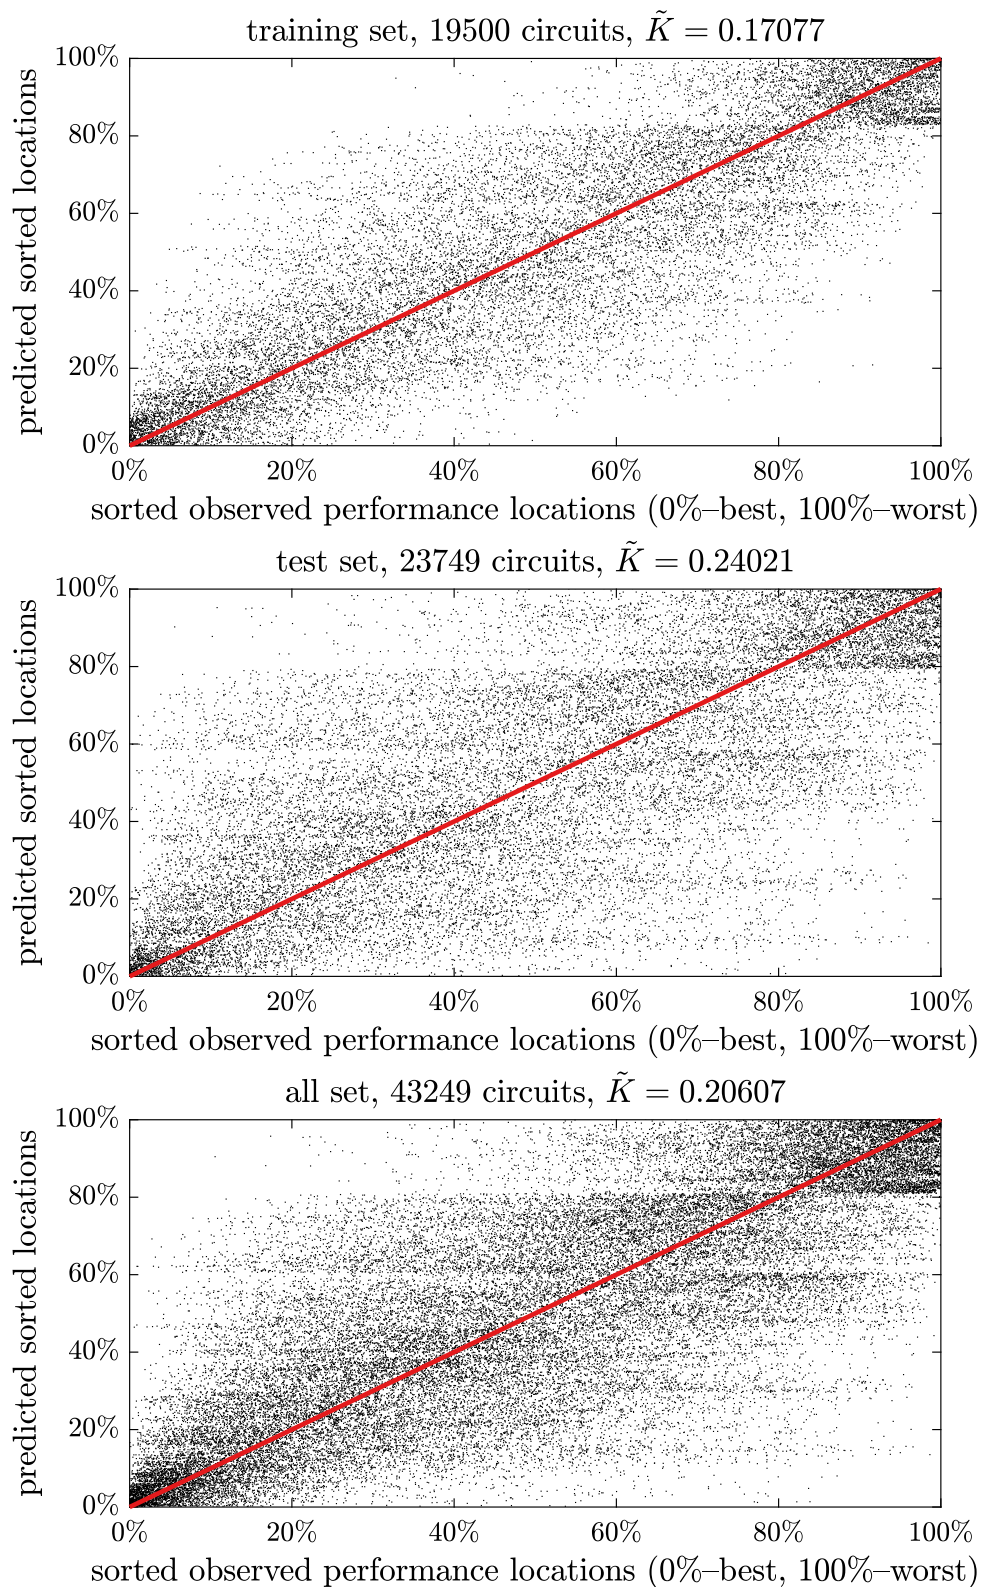 training set, 19500 circuits, K̃ = 0.17077
100%
80%
60%
40%
20%
0%
predicted sorted locations
0% 20% 40% 60% 80% 100%
sorted observed performance locations (0%–best, 100%–worst)
test set, 23749 circuits, K̃ = 0.24021
100%
80%
60%
40%
20%
0%
predicted sorted locations
0% 20% 40% 60% 80% 100%
sorted observed performance locations (0%–best, 100%–worst)
all set, 43249 circuits, K̃ = 0.20607
100%
80%
60%
40%
20%
0%
predicted sorted locations
0% 20% 40% 60% 80% 100%
sorted observed performance locations (0%–best, 100%–worst)